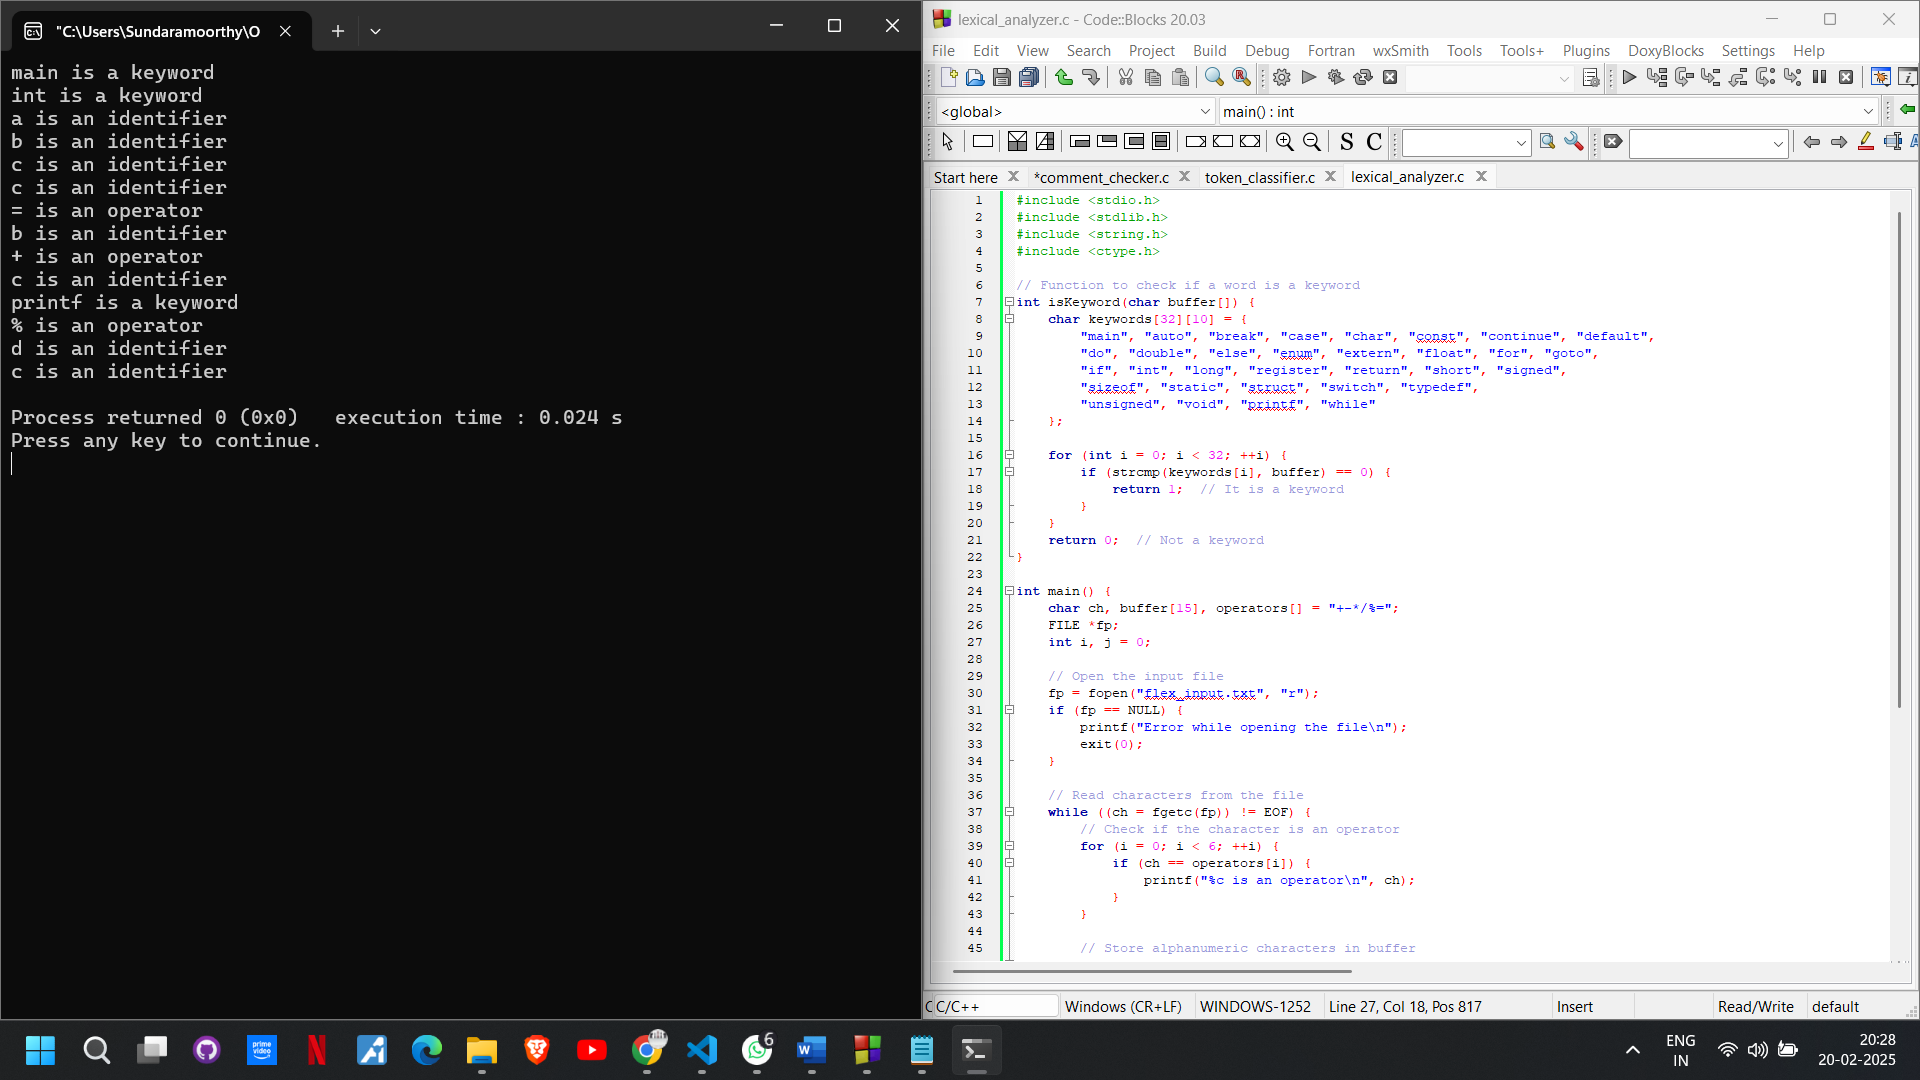 "C:\Users\Sundaramoorthy\O
main is a keyword
int is a keyword
a is an identifier
b is an identifier
c is an identifier
c is an identifier
= is an operator
b is an identifier
+ is an operator
c is an identifier
printf is a keyword
% is an operator
d is an identifier
c is an identifier
Process returned 0 (0x0)   execution time : 0.024 s
Press any key to continue.
lexical_analyzer.c - Code::Blocks 20.03
File Edit View Search Project Build Debug Fortran wxSmith Tools Tools+ Plugins DoxyBlocks Settings Help
<global> main() : int
S C
Start here *comment_checker.c token_classifier.c lexical_analyzer.c
1 #include <stdio.h>
2 #include <stdlib.h>
3 #include <string.h>
4 #include <ctype.h>
5
6 // Function to check if a word is a keyword
7 int isKeyword(char buffer[]) {
8 char keywords[32][10] = {
9 "main", "auto", "break", "case", "char", "const", "continue", "default",
10 "do", "double", "else", "enum", "extern", "float", "for", "goto",
11 "if", "int", "long", "register", "return", "short", "signed",
12 "sizeof", "static", "struct", "switch", "typedef",
13 "unsigned", "void", "printf", "while"
14 };
15
16 for (int i = 0; i < 32; ++i) {
17 if (strcmp(keywords[i], buffer) == 0) {
18 return 1;  // It is a keyword
19 }
20 }
21 return 0;  // Not a keyword
22 }
23
24 int main() {
25 char ch, buffer[15], operators[] = "+-*/%=";
26 FILE *fp;
27 int i, j = 0;
28
29 // Open the input file
30 fp = fopen("flex_input.txt", "r");
31 if (fp == NULL) {
32 printf("Error while opening the file\n");
33 exit(0);
34 }
35
36 // Read characters from the file
37 while ((ch = fgetc(fp)) != EOF) {
38 // Check if the character is an operator
39 for (i = 0; i < 6; ++i) {
40 if (ch == operators[i]) {
41 printf("%c is an operator\n", ch);
42 }
43 }
44
45 // Store alphanumeric characters in buffer
C/C++ Windows (CR+LF) WINDOWS-1252 Line 27, Col 18, Pos 817 Insert Read/Write default
prime video
6
ENG
IN
20:28
20-02-2025